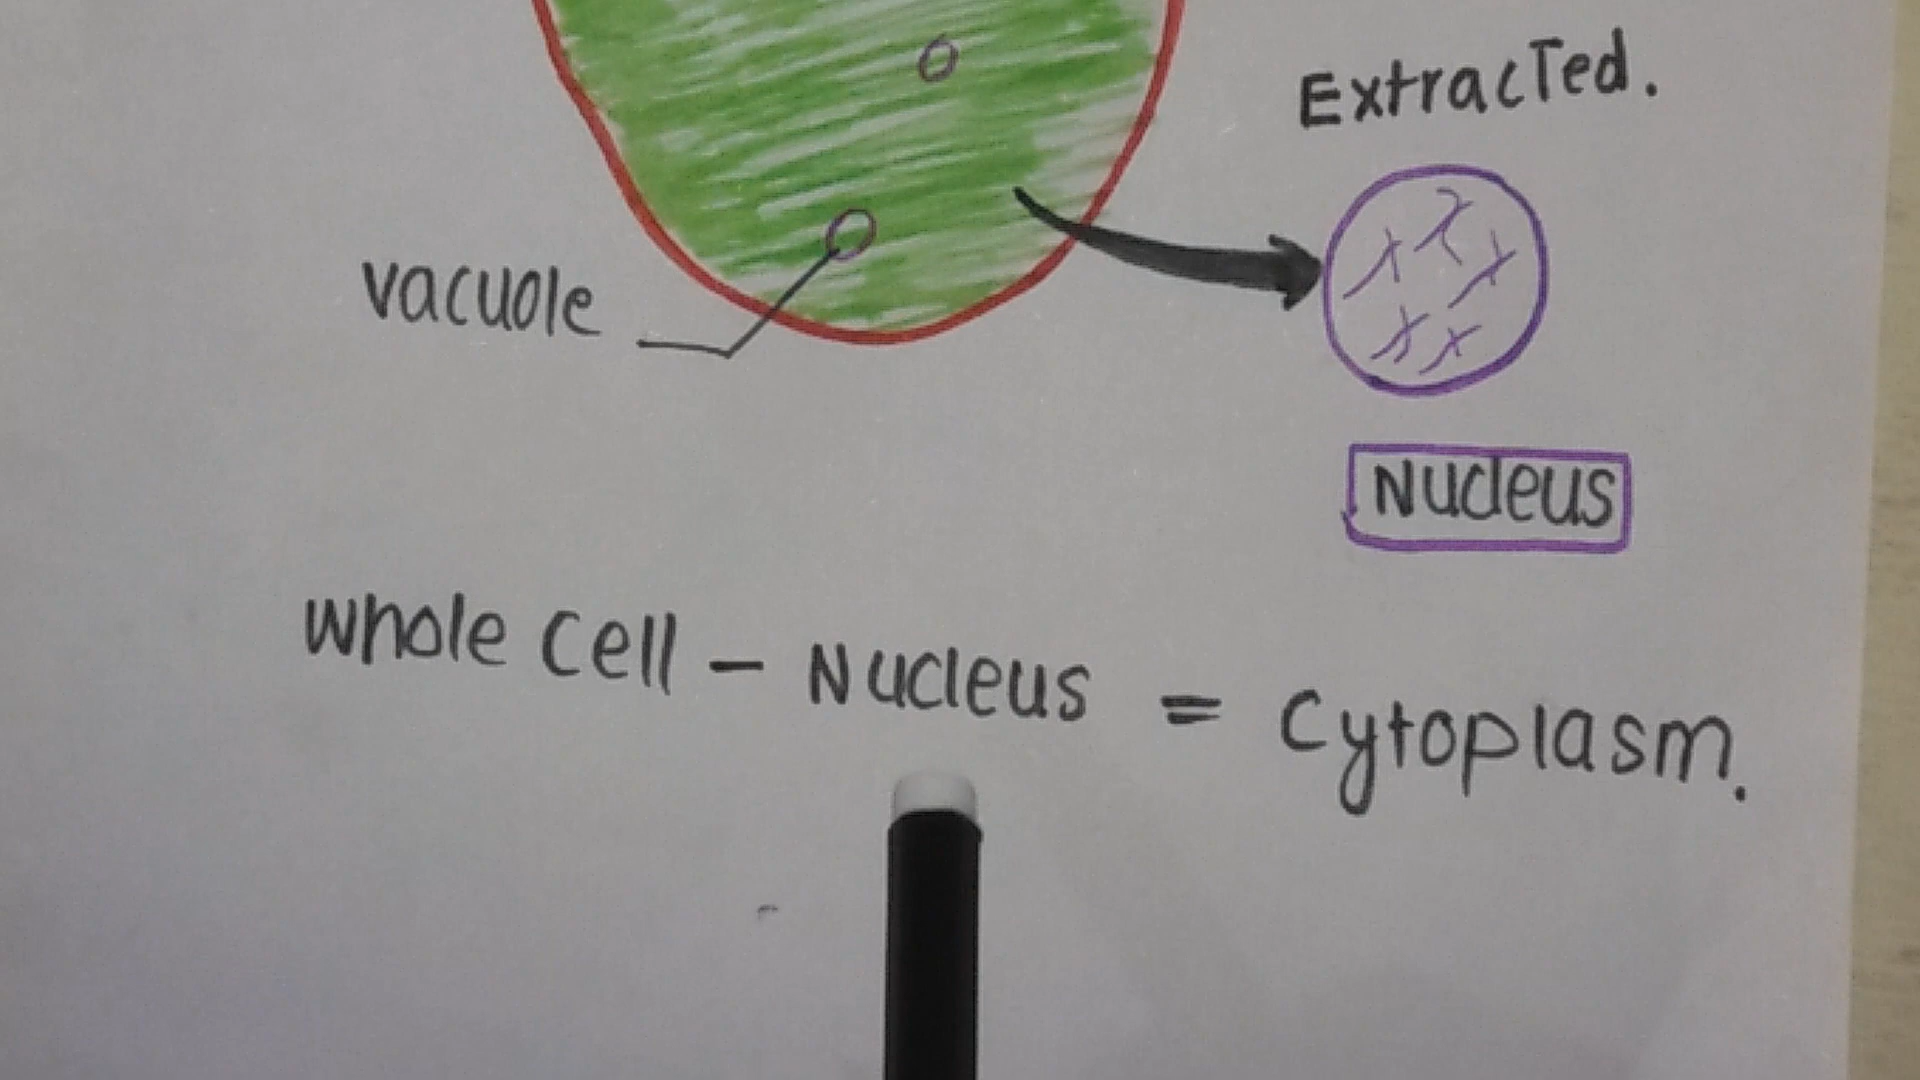 Extracted.
vacuole
Nucleus
whole cell - Nucleus = Cytoplasm.